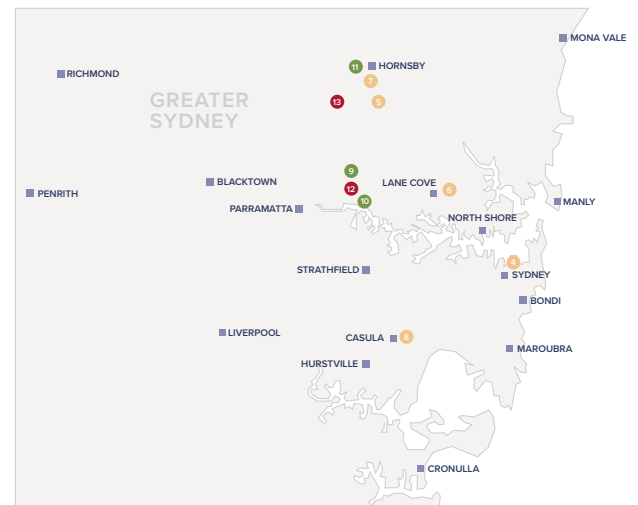 MONA VALE
11
HORNSBY
RICHMOND
7
GREATER
SYDNEY
13
5
9
BLACKTOWN
LANE COVE
12
6
PENRITH
10
MANLY
PARRAMATTA
NORTH SHORE
4
STRATHFIELD
SYDNEY
BONDI
LIVERPOOL
CASULA
8
MAROUBRA
HURSTVILLE
CRONULLA